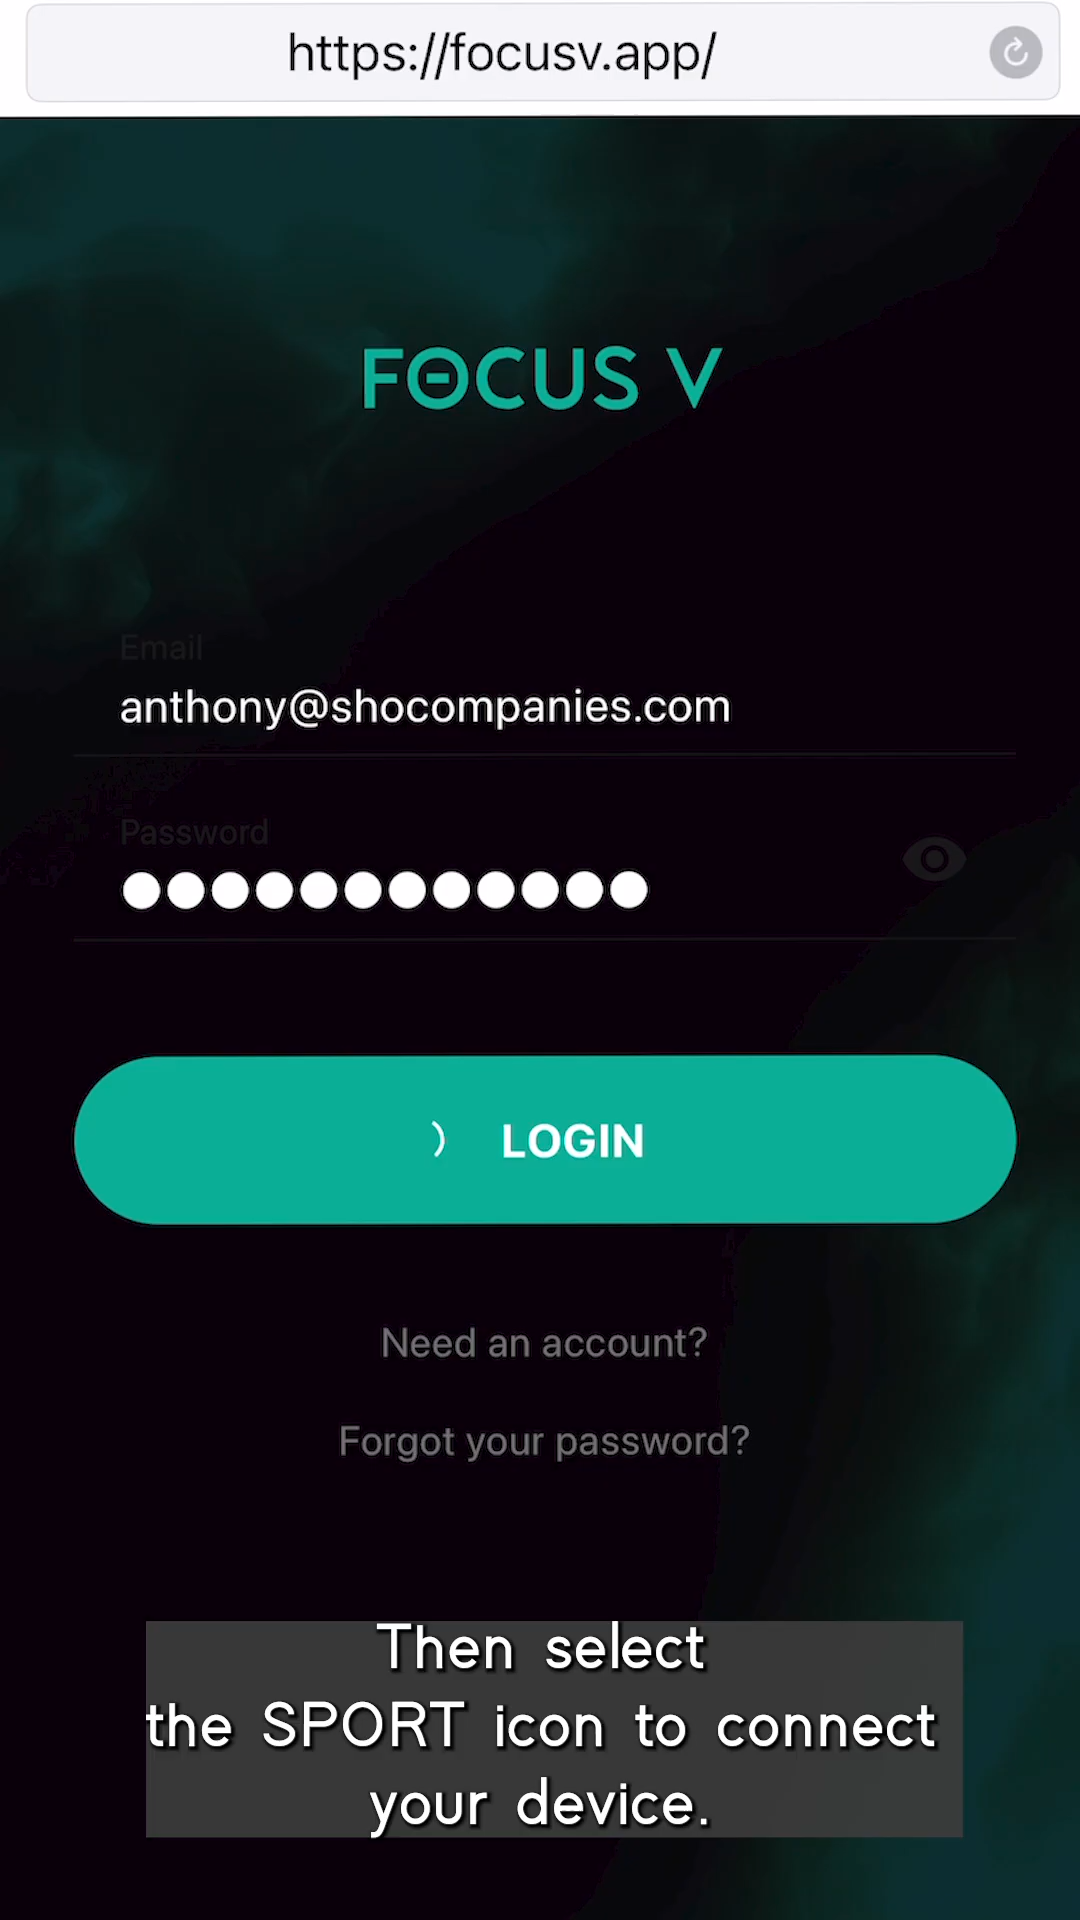 https://focusv.app/
FOCUS V
Email
anthony@shocompanies.com
Password
LOGIN
Need an account?
Forgot your password?
Then select
the SPORT icon to connect
your device.